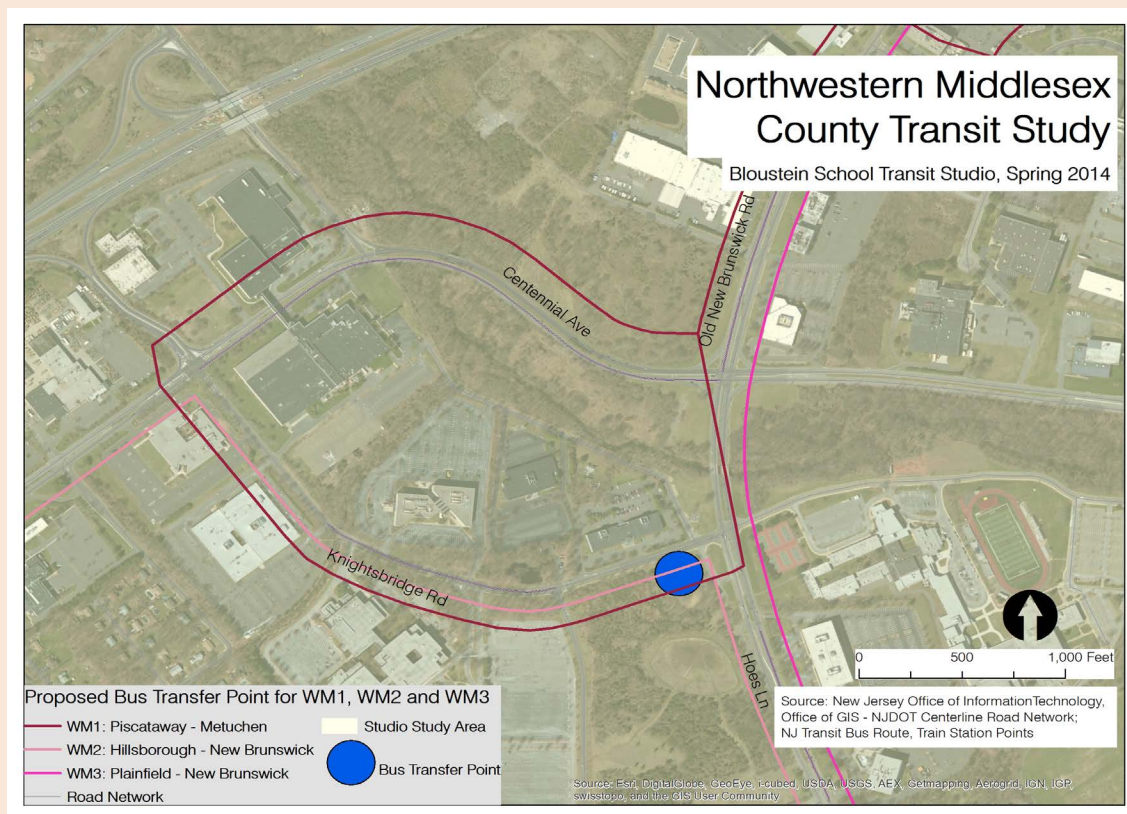 Northwestern Middlesex
County Transit Study
Bloustein School Transit Studio, Spring 2014
Old New Brunswick Rd
Centennial Ave
Knightsbridge Rd
Hoes Ln
0 500 1,000 Feet
Proposed Bus Transfer Point for WM1, WM2 and WM3
WM1: Piscataway - Metuchen
Studio Study Area
WM2: Hillsborough - New Brunswick
Bus Transfer Point
WM3: Plainfield - New Brunswick
Road Network
Source: New Jersey Office of InformationTechnology,
Office of GIS - NJDOT Centerline Road Network;
NJ Transit Bus Route, Train Station Points
Source: Esri, DigitalGlobe, GeoEye, i-cubed, USDA, USGS, AEX, Getmapping, Aerogrid, IGN, IGP,
swisstopo, and the GIS User Community